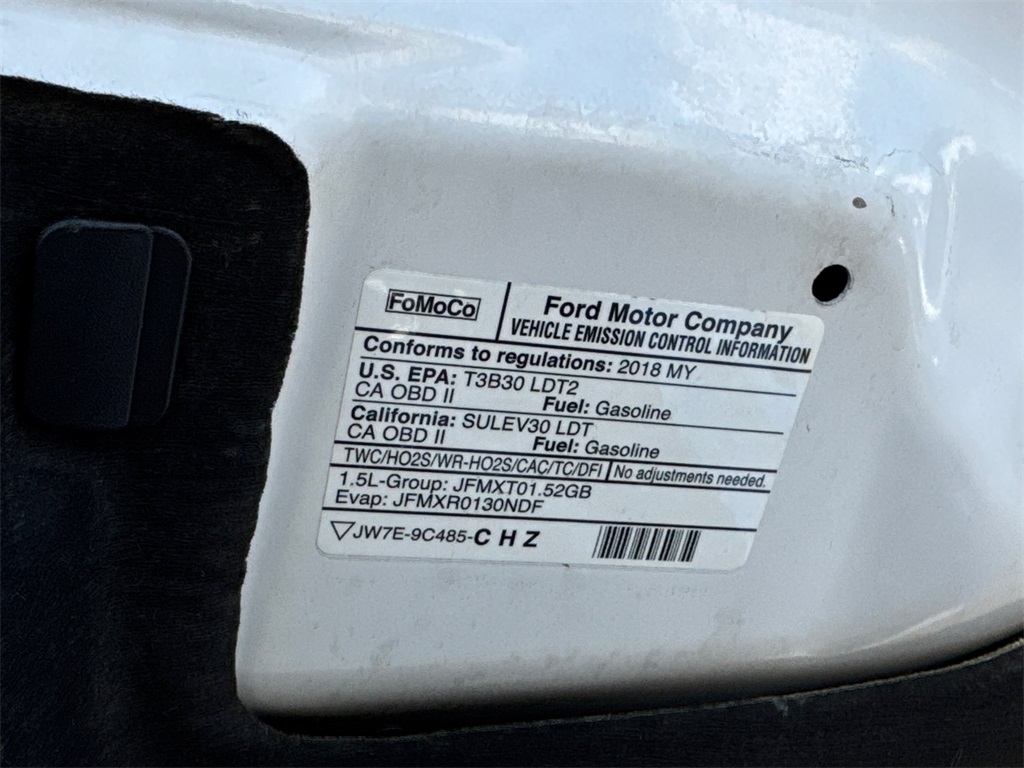 FoMoCo
Ford Motor Company
VEHICLE EMISSION CONTROL INFORMATION
Conforms to regulations: 2018 MY
U.S. EPA: T3B30 LDT2
CA OBD II Fuel: Gasoline
California: SULEV30 LDT
CA OBD II Fuel: Gasoline
TWC/HO2S/WR-HO2S/CAC/TC/DFI No adjustments needed.
1.5L-Group: JFMXT01.52GB
Evap: JFMXR0130NDF
JW7E-9C485-C H Z